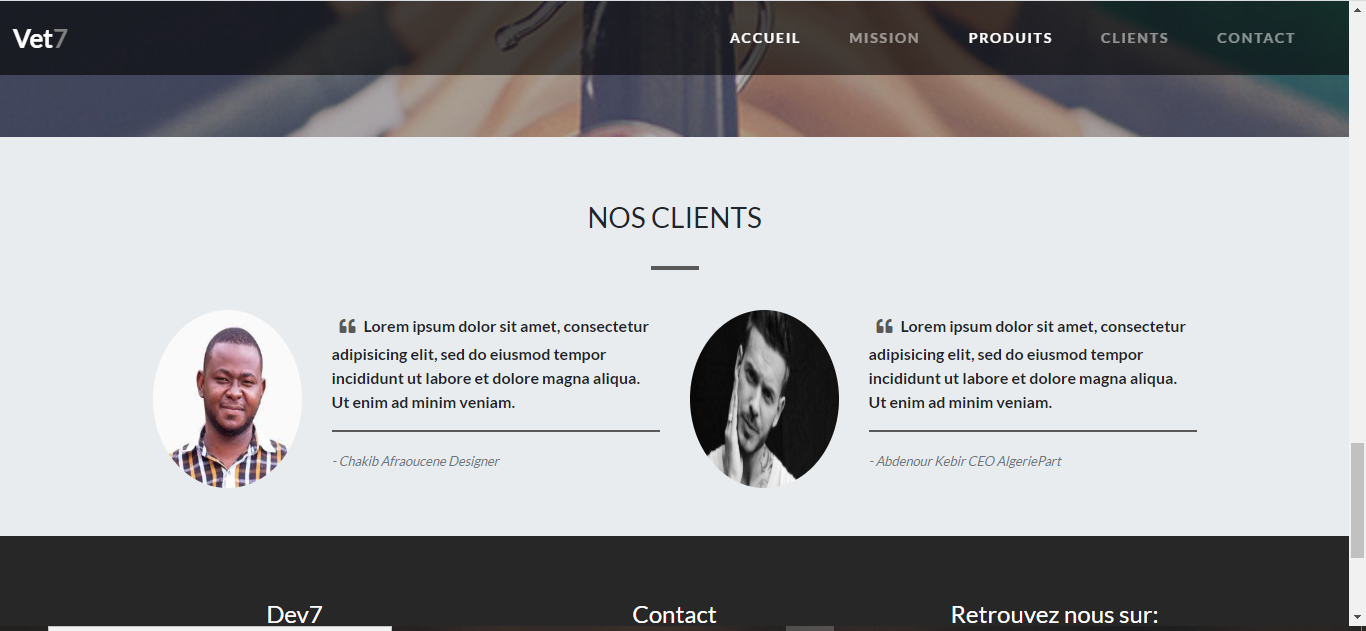 Vet7
ACCUEIL MISSION PRODUITS CLIENTS CONTACT
NOS CLIENTS
“ Lorem ipsum dolor sit amet, consectetur
adipisicing elit, sed do eiusmod tempor
incididunt ut labore et dolore magna aliqua.
Ut enim ad minim veniam.
- Chakib Afraoucene Designer
“ Lorem ipsum dolor sit amet, consectetur
adipisicing elit, sed do eiusmod tempor
incididunt ut labore et dolore magna aliqua.
Ut enim ad minim veniam.
- Abdenour Kebir CEO AlgeriePart
Dev7
Contact
Retrouvez nous sur: